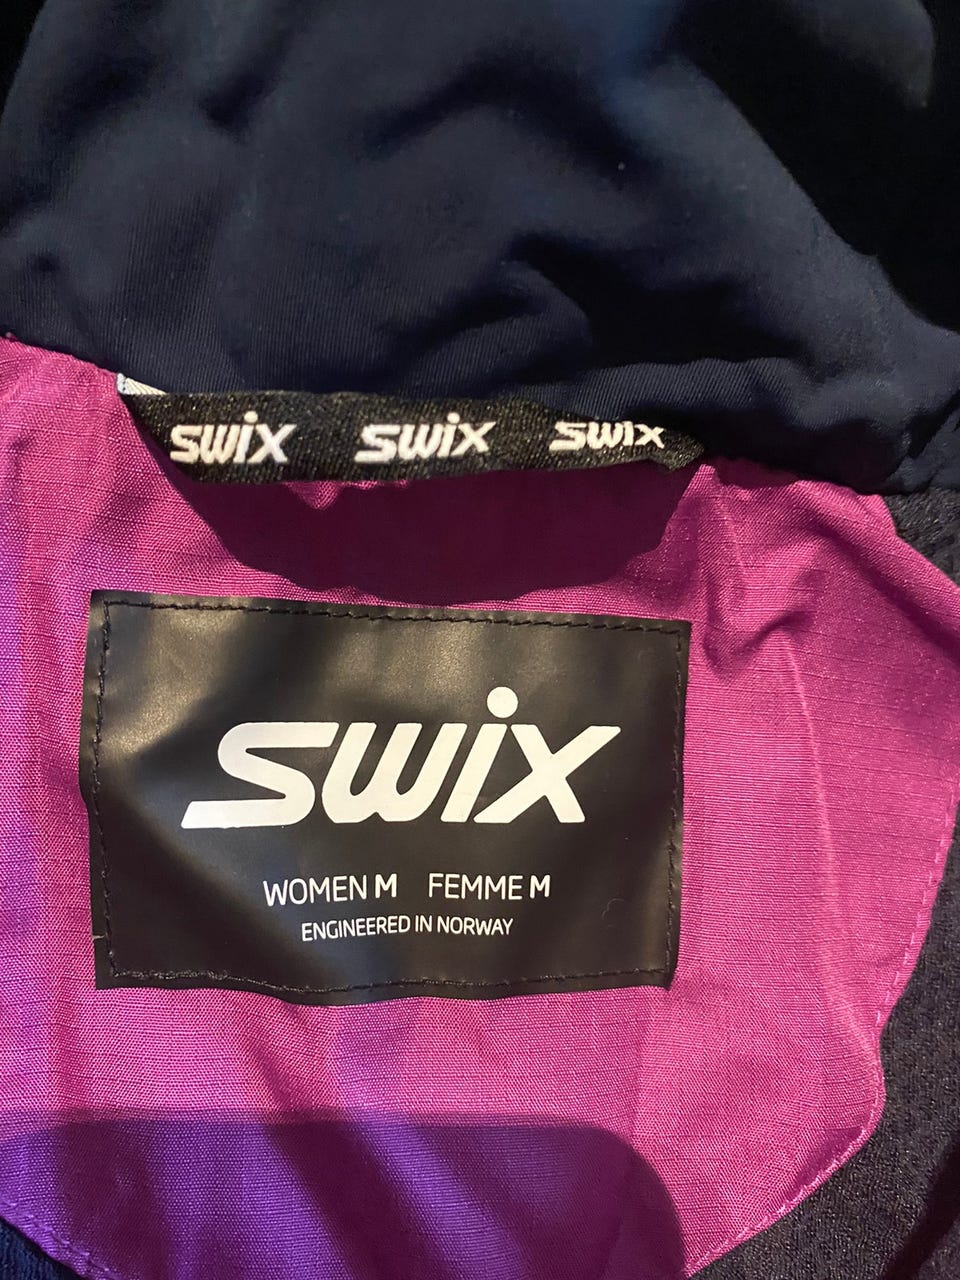 swix swix swix
swix
WOMEN M FEMME M
ENGINEERED IN NORWAY